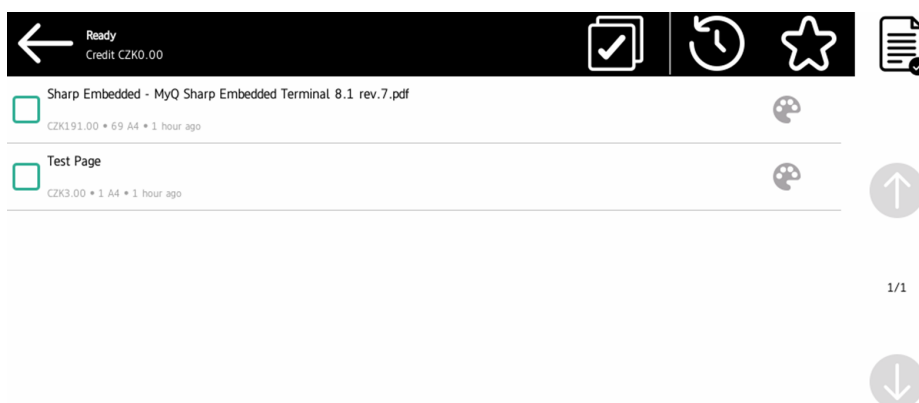 Ready
Credit CZK0.00
Sharp Embedded - MyQ Sharp Embedded Terminal 8.1 rev.7.pdf
CZK191.00 • 69 A4 • 1 hour ago
Test Page
CZK3.00 • 1 A4 • 1 hour ago
1/1